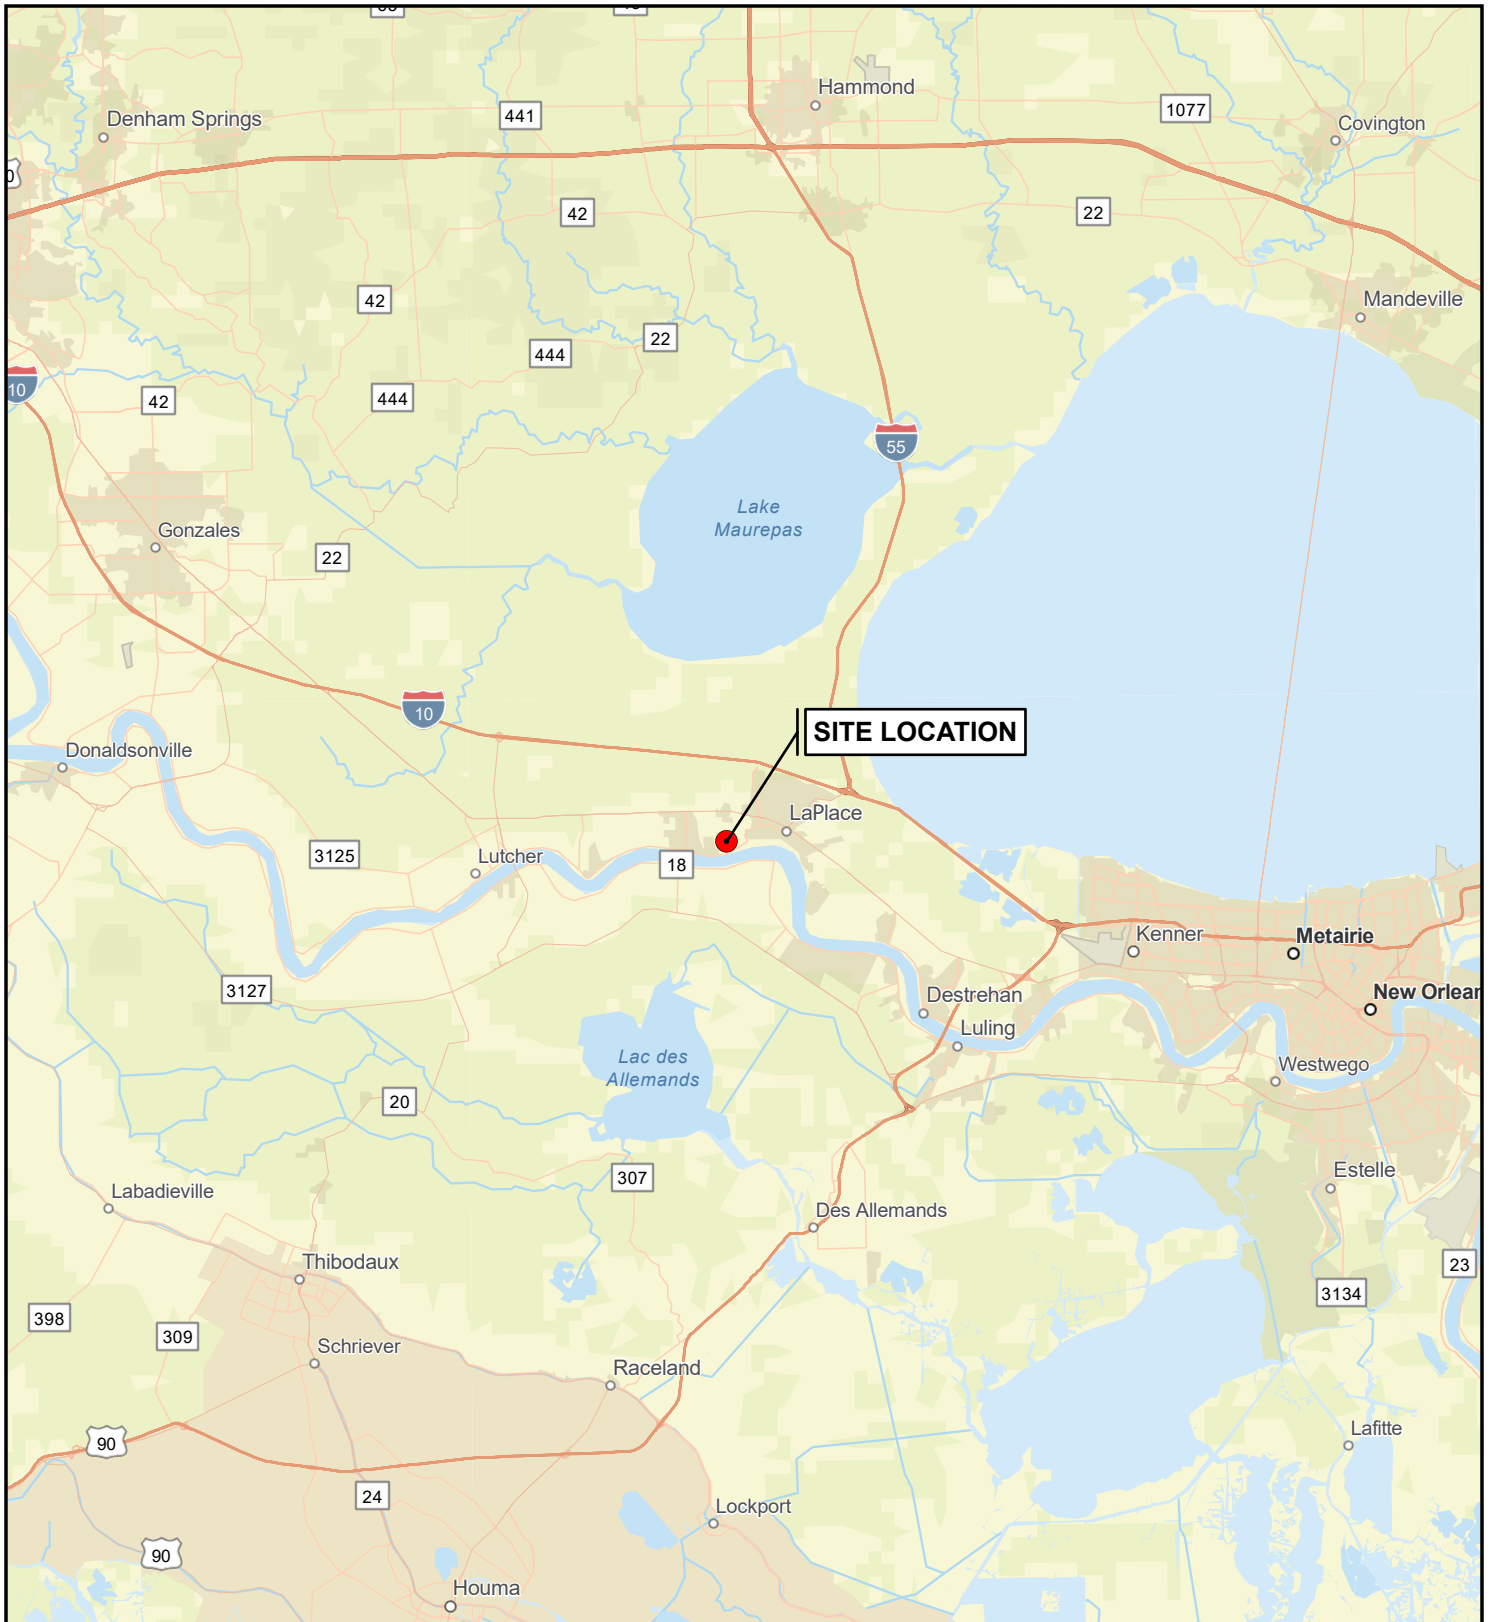 Hammond
1077
Denham Springs
441
Covington
42
22
42
Mandeville
22
444
10
444
42
55
Lake
Maurepas
Gonzales
22
10
SITE LOCATION
Donaldsonville
LaPlace
3125
Lutcher
18
Kenner
Metairie
3127
Destrehan
New Orlean
Luling
Lac des
Allemands
Westwego
20
Estelle
307
Labadieville
Des Allemands
Thibodaux
23
3134
398
309
Schriever
Raceland
90
Lafitte
24
Lockport
90
Houma